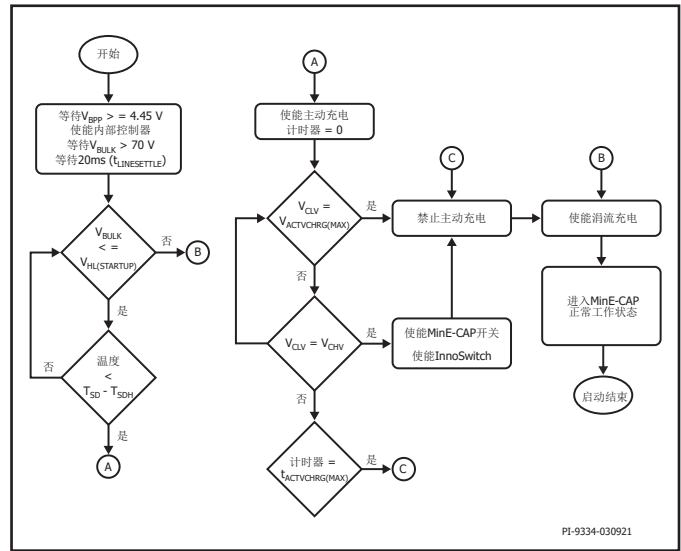 开始
等待V_BPP > = 4.45 V
使能内部控制器
等待V_BULK > 70 V
等待20ms (t_LINESETTLE)
V_BULK
< =
V_HL(STARTUP)
否
B
是
温度
<
T_SD - T_SDH
否
是
A
A
使能主动充电
计时器 = 0
V_CLV =
V_ACTVCHRG(MAX)
是
否
V_CLV = V_CHV
是
否
计时器 =
t_ACTVCHRG(MAX)
是
C
C
禁止主动充电
使能MinE-CAP开关
使能InnoSwitch
B
使能涓流充电
进入MinE-CAP
正常工作状态
启动结束
PI-9334-030921